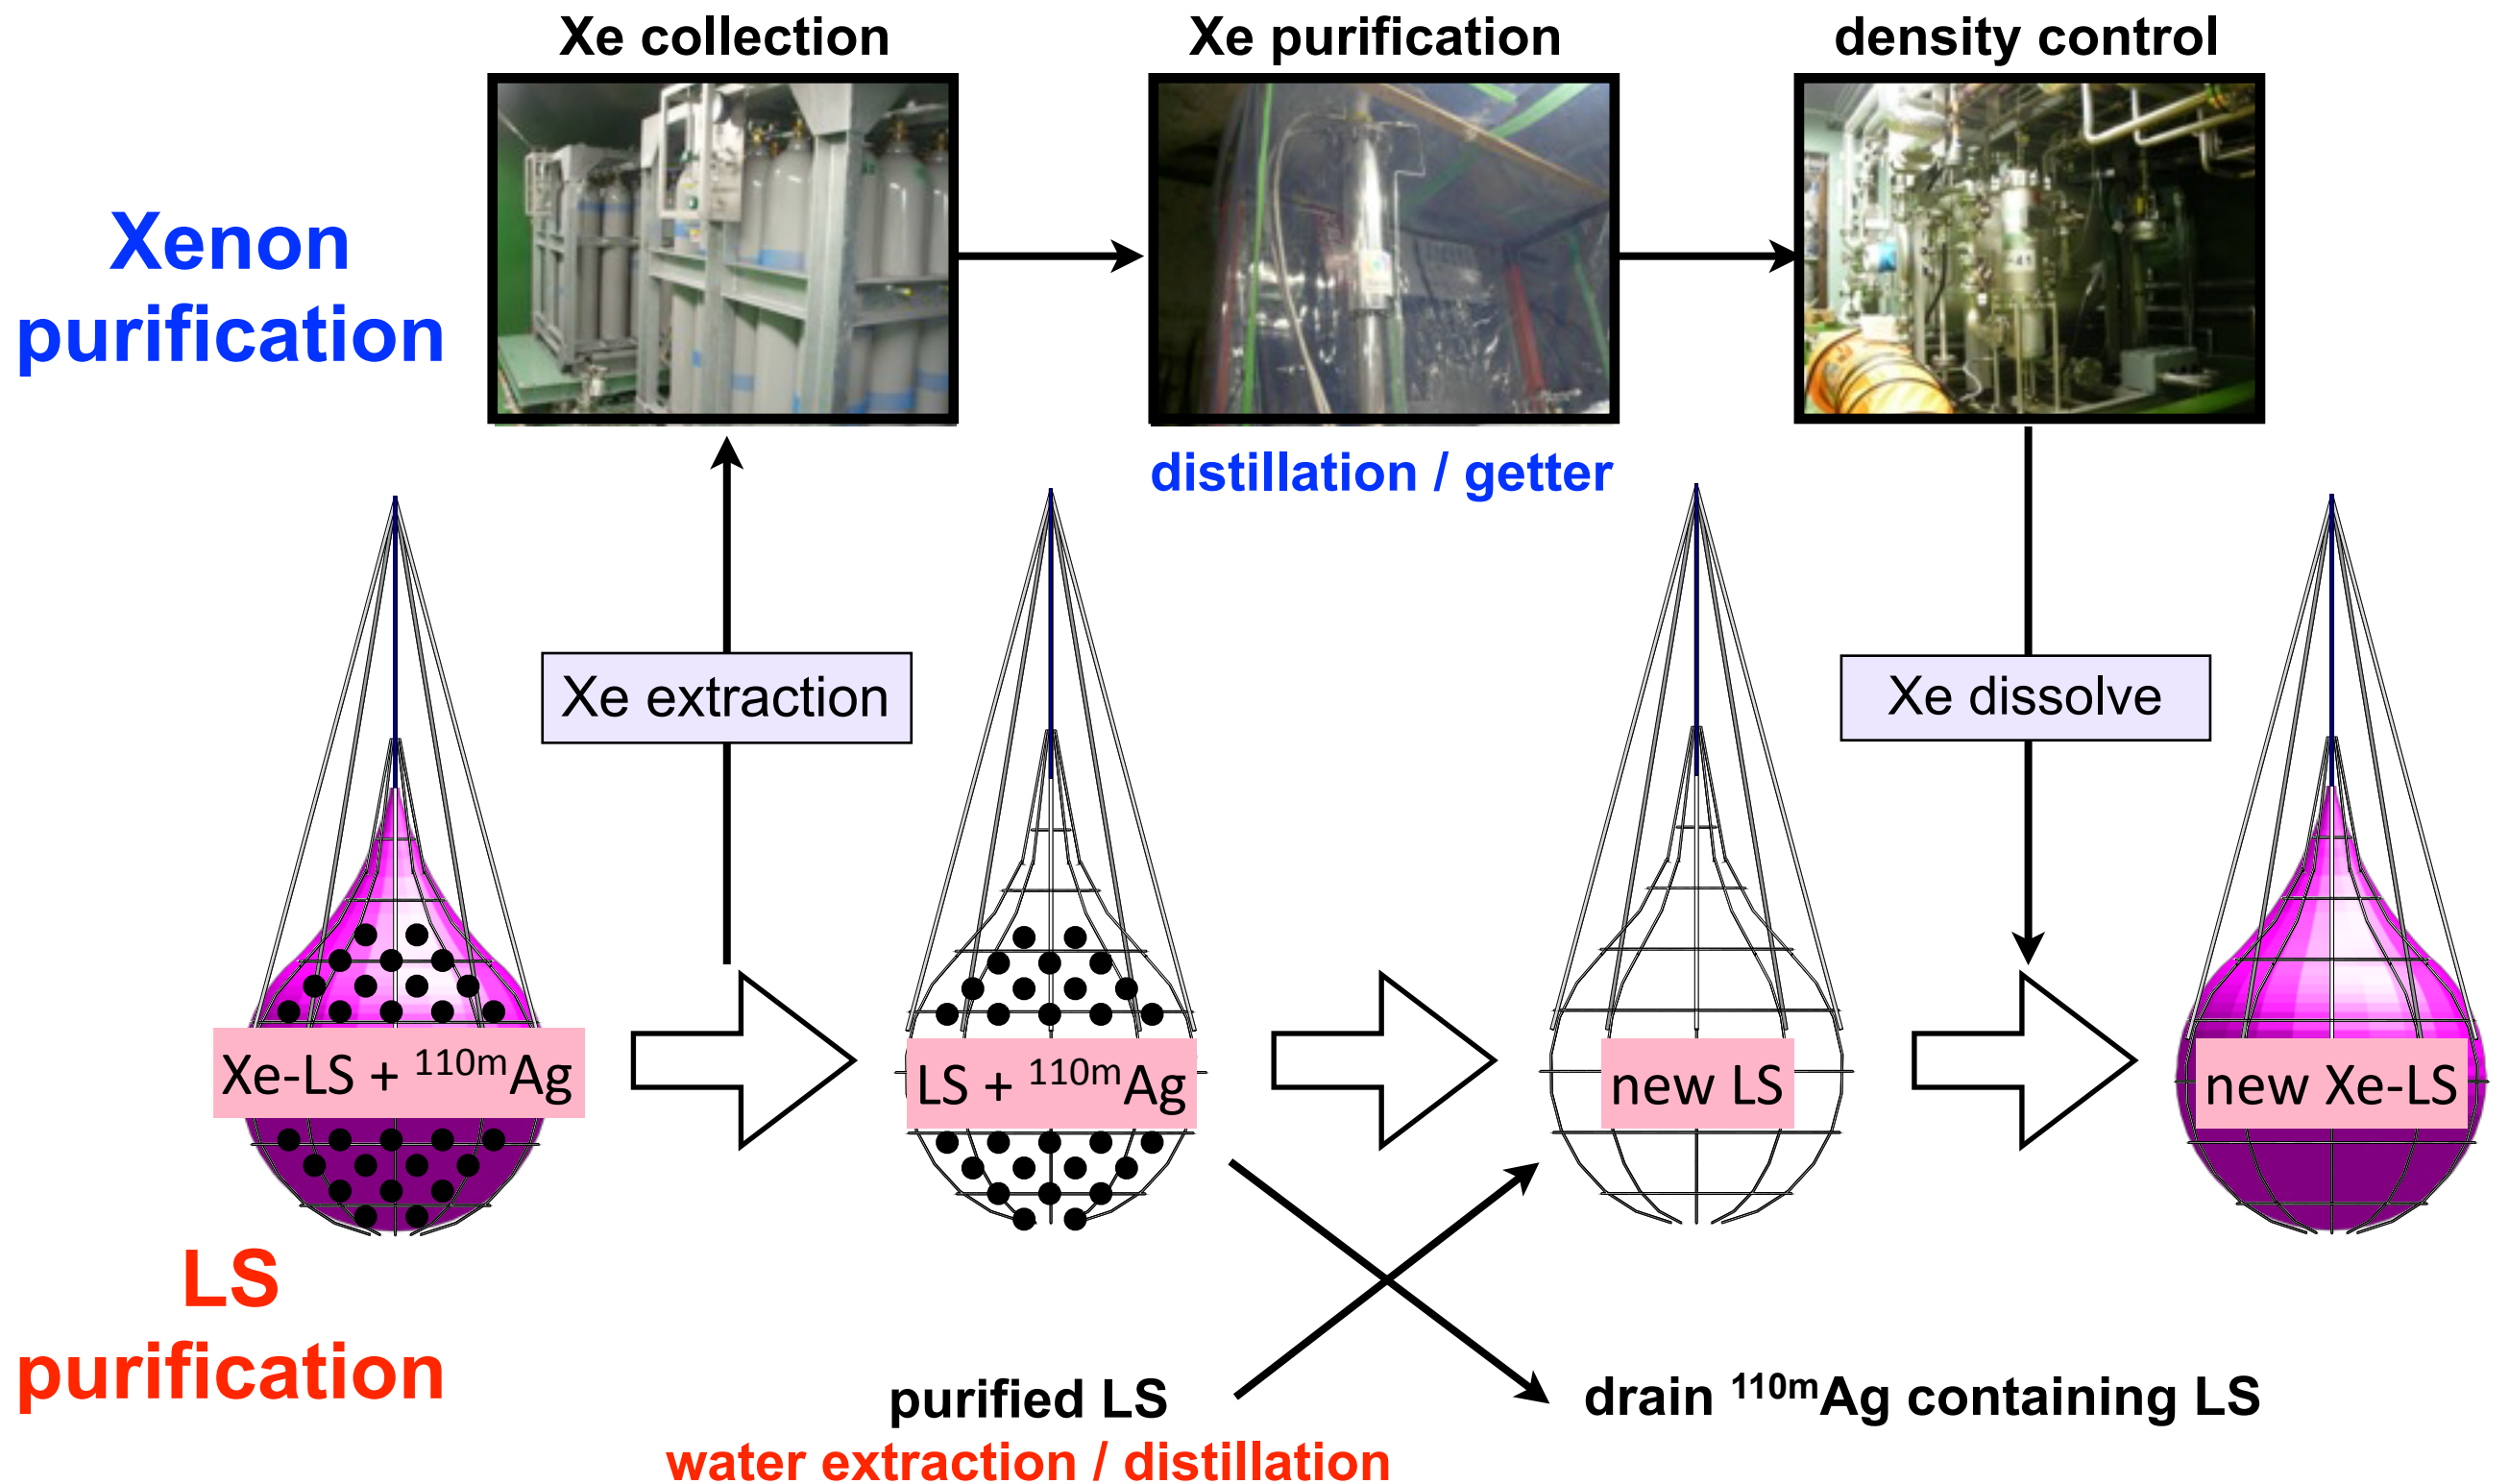 Xe collection
Xe purification
density control
Xenon
purification
distillation / getter
Xe extraction
Xe dissolve
Xe-LS + ¹¹⁰ᵐAg
LS + ¹¹⁰ᵐAg
new LS
new Xe-LS
LS
purification
purified LS
drain ¹¹⁰ᵐAg containing LS
water extraction / distillation